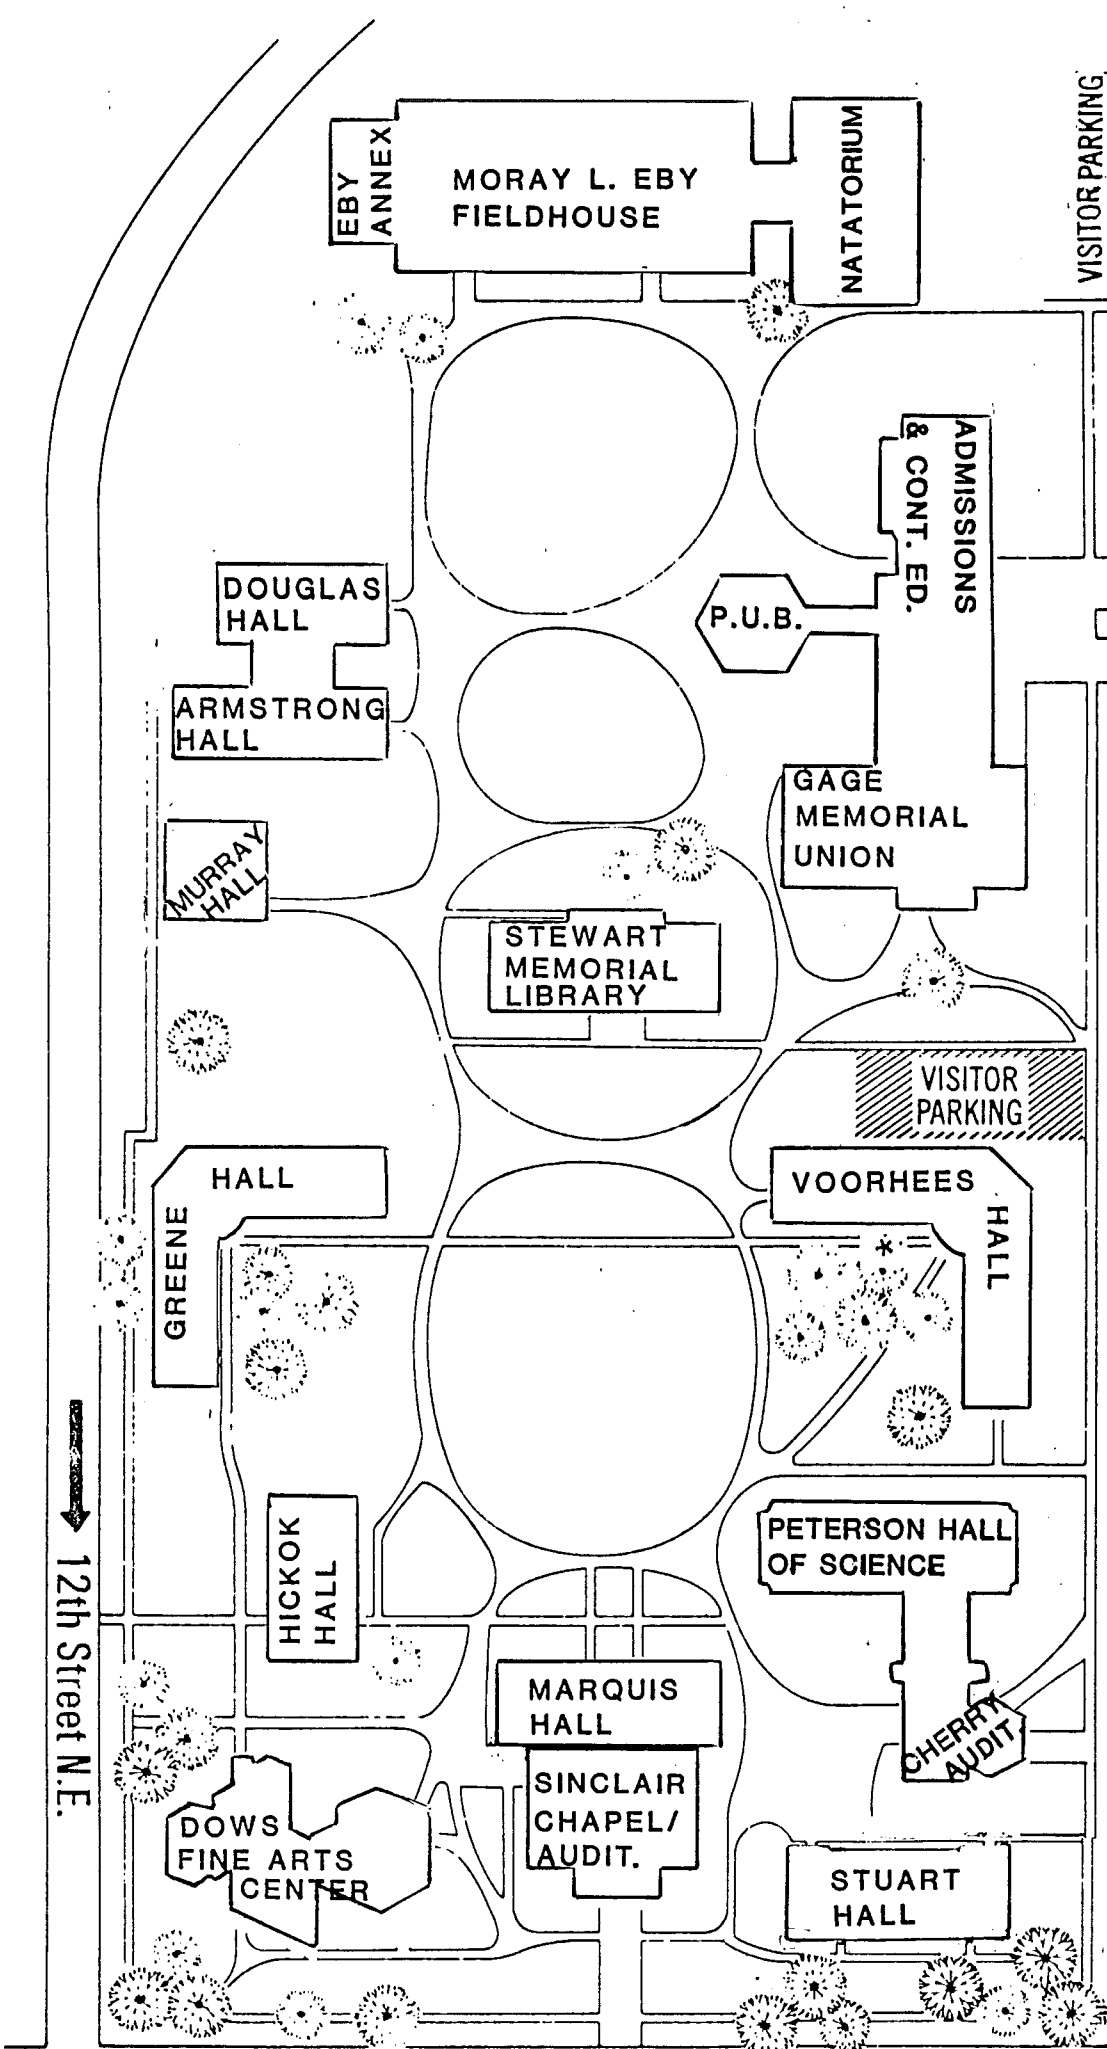 VISITOR PARKING
EBY
ANNEX
MORAY L. EBY
FIELDHOUSE
NATATORIUM
ADMISSIONS
& CONT. ED.
DOUGLAS
HALL
P.U.B.
ARMSTRONG
HALL
GAGE
MEMORIAL
UNION
MURRAY
HALL
STEWART
MEMORIAL
LIBRARY
VISITOR
PARKING
HALL
GREENE
VOORHEES
HALL
*
12th Street N.E.
HICKOK
HALL
PETERSON HALL
OF SCIENCE
MARQUIS
HALL
CHERRY
AUDIT.
SINCLAIR
CHAPEL/
AUDIT.
DOWS
FINE ARTS
CENTER
STUART
HALL